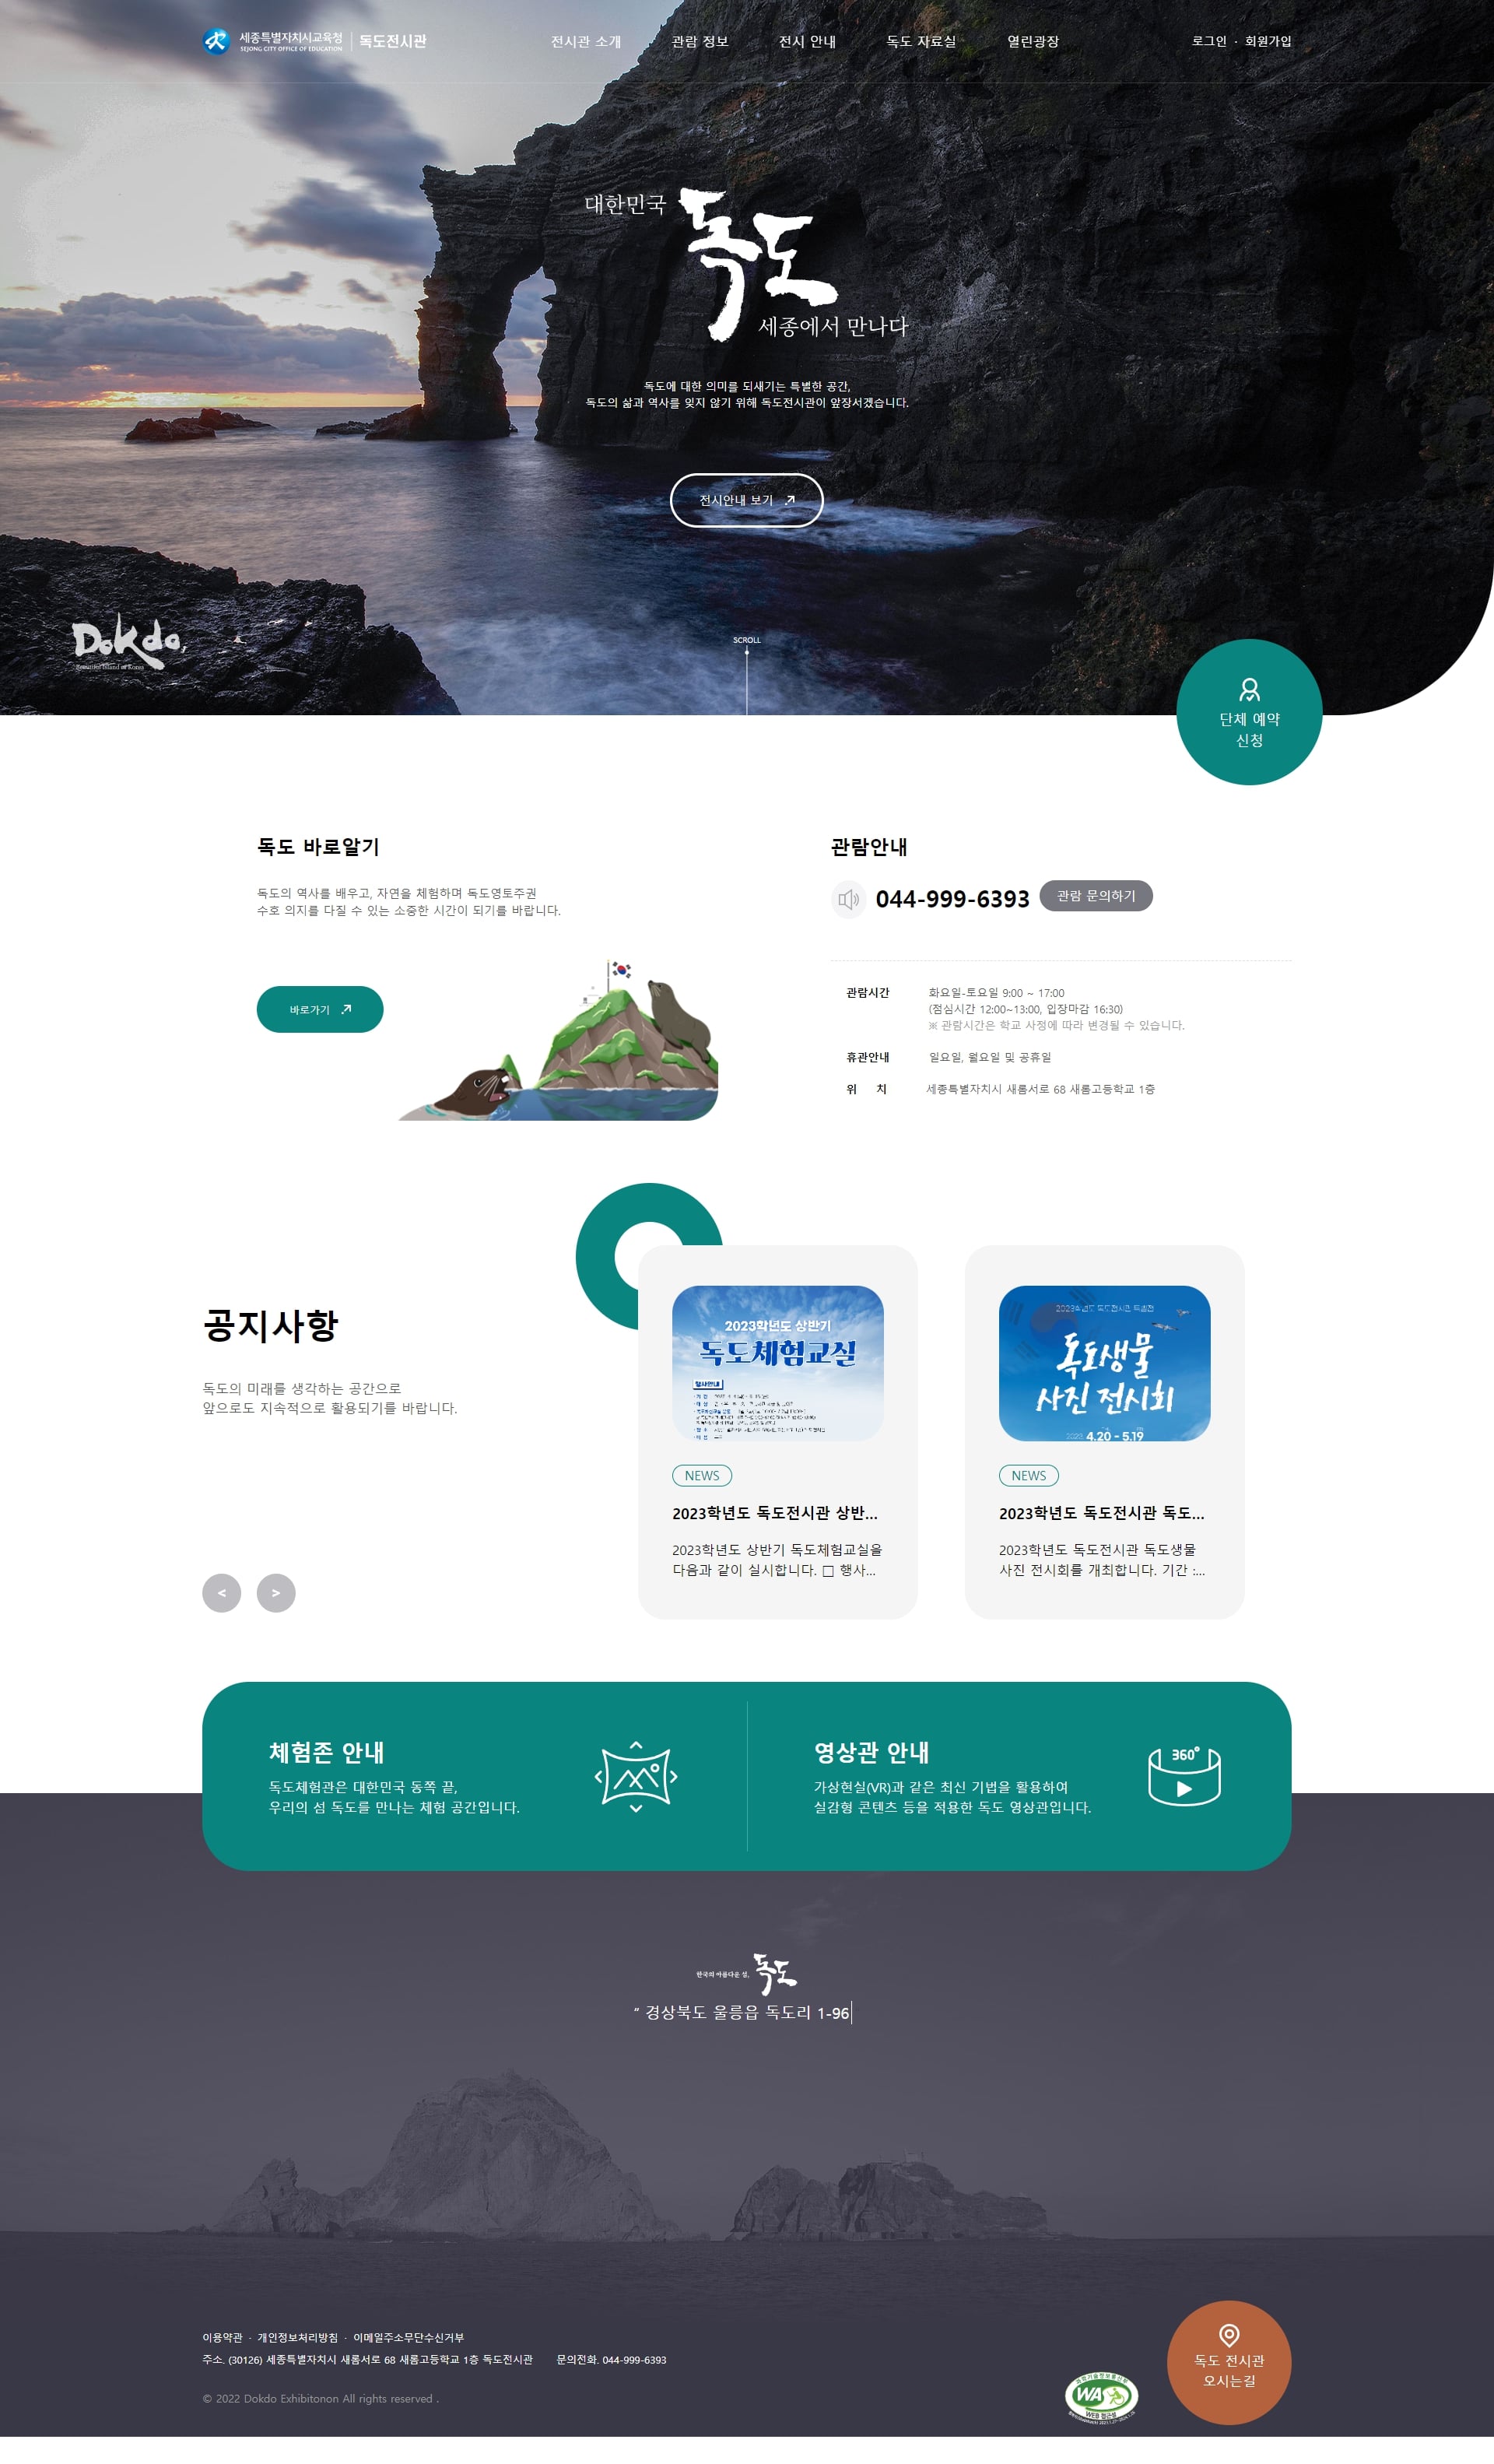 세종특별자치시교육청
SEJONG CITY OFFICE OF EDUCATION
독도전시관
전시관 소개
관람 정보
전시 안내
독도 자료실
열린광장
로그인 · 회원가입
대한민국
독도
세종에서 만나다
독도에 대한 의미를 되새기는 특별한 공간,
독도의 삶과 역사를 잊지 않기 위해 독도전시관이 앞장서겠습니다.
전시안내 보기
Dokdo,
Beautiful Island of Korea
SCROLL
단체 예약
신청
독도 바로알기
독도의 역사를 배우고, 자연을 체험하며 독도영토주권
수호 의지를 다질 수 있는 소중한 시간이 되기를 바랍니다.
바로가기
관람안내
044-999-6393
관람 문의하기
관람시간
화요일-토요일 9:00 ~ 17:00
(점심시간 12:00~13:00, 입장마감 16:30)
※ 관람시간은 학교 사정에 따라 변경될 수 있습니다.
휴관안내
일요일, 월요일 및 공휴일
위 치
세종특별자치시 새롬서로 68 새롬고등학교 1층
공지사항
독도의 미래를 생각하는 공간으로
앞으로도 지속적으로 활용되기를 바랍니다.
<
>
2023학년도 상반기
독도체험교실
행사안내
NEWS
2023학년도 독도전시관 상반...
2023학년도 상반기 독도체험교실을
다음과 같이 실시합니다. □ 행사...
2023학년도 독도전시관 특별전
독도생물
사진 전시회
2023. 4.20 - 5.19
NEWS
2023학년도 독도전시관 독도...
2023학년도 독도전시관 독도생물
사진 전시회를 개최합니다. 기간 :...
체험존 안내
독도체험관은 대한민국 동쪽 끝,
우리의 섬 독도를 만나는 체험 공간입니다.
영상관 안내
가상현실(VR)과 같은 최신 기법을 활용하여
실감형 콘텐츠 등을 적용한 독도 영상관입니다.
360°
한국의 아름다운 섬, 독도
“ 경상북도 울릉읍 독도리 1-96
이용약관 · 개인정보처리방침 · 이메일주소무단수신거부
주소. (30126) 세종특별자치시 새롬서로 68 새롬고등학교 1층 독도전시관
문의전화. 044-999-6393
© 2022 Dokdo Exhibitonon All rights reserved .
WA
WEB 접근성
독도 전시관
오시는길